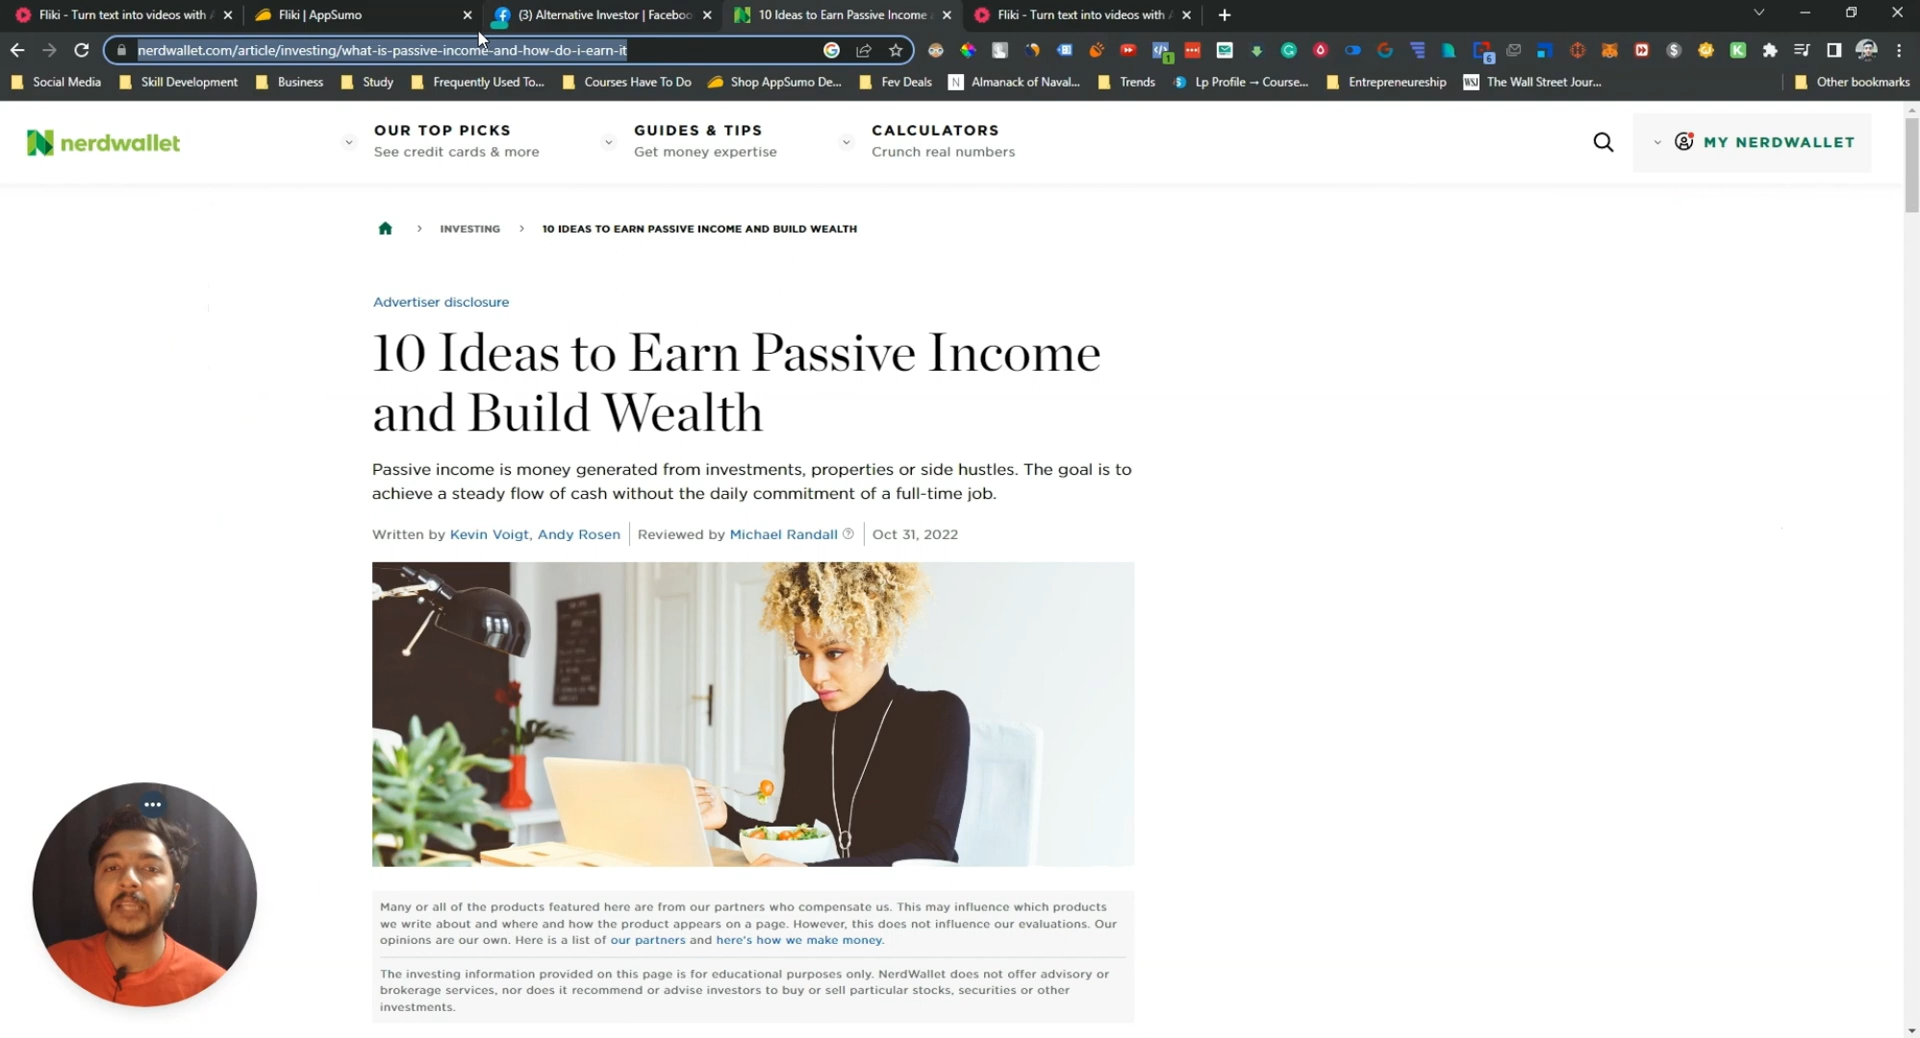 Fliki - Turn text into videos with
Fliki | AppSumo
(3) Alternative Investor | Faceboo
10 Ideas to Earn Passive Income
Fliki - Turn text into videos with
nerdwallet.com/article/investing/what-is-passive-income-and-how-do-i-earn-it
Social Media
Skill Development
Business
Study
Frequently Used To...
Courses Have To Do
Shop AppSumo De...
Fev Deals
Almanack of Naval...
Trends
Lp Profile → Course...
Entrepreneureship
WSJ
The Wall Street Jour...
Other bookmarks
nerdwallet
OUR TOP PICKS
See credit cards & more
GUIDES & TIPS
Get money expertise
CALCULATORS
Crunch real numbers
MY NERDWALLET
INVESTING
10 IDEAS TO EARN PASSIVE INCOME AND BUILD WEALTH
Advertiser disclosure
10 Ideas to Earn Passive Income
and Build Wealth
Passive income is money generated from investments, properties or side hustles. The goal is to
achieve a steady flow of cash without the daily commitment of a full-time job.
Written by Kevin Voigt, Andy Rosen
Reviewed by Michael Randall
Oct 31, 2022
Many or all of the products featured here are from our partners who compensate us. This may influence which products
we write about and where and how the product appears on a page. However, this does not influence our evaluations. Our
opinions are our own. Here is a list of our partners and here's how we make money.
The investing information provided on this page is for educational purposes only. NerdWallet does not offer advisory or
brokerage services, nor does it recommend or advise investors to buy or sell particular stocks, securities or other
investments.